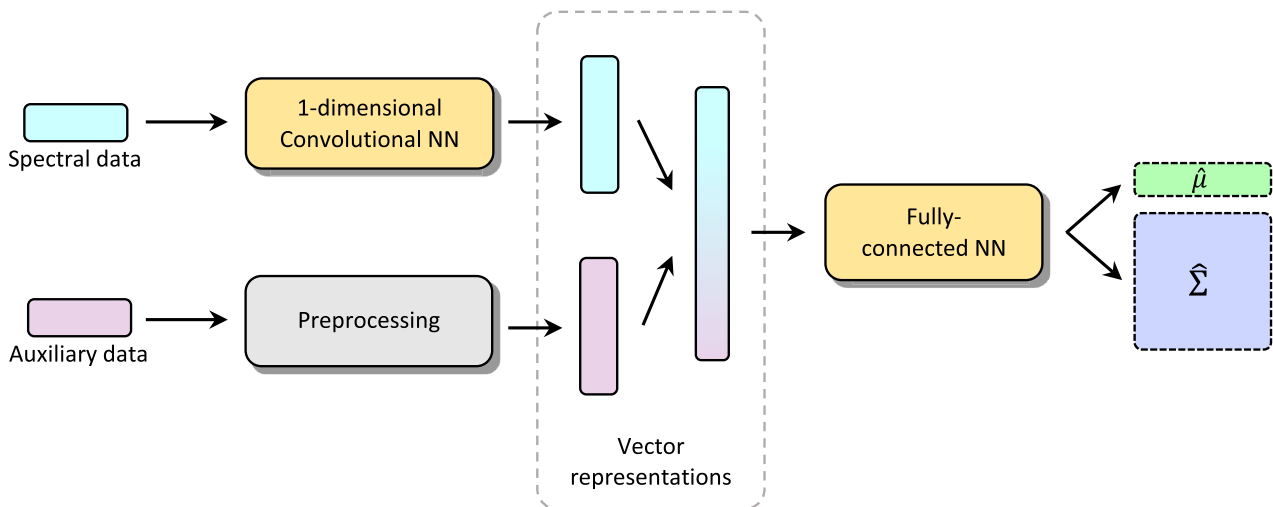 1-dimensional
Convolutional NN
Spectral data
Preprocessing
Auxiliary data
Vector
representations
Fully-
connected NN
μ̂
Σ̂